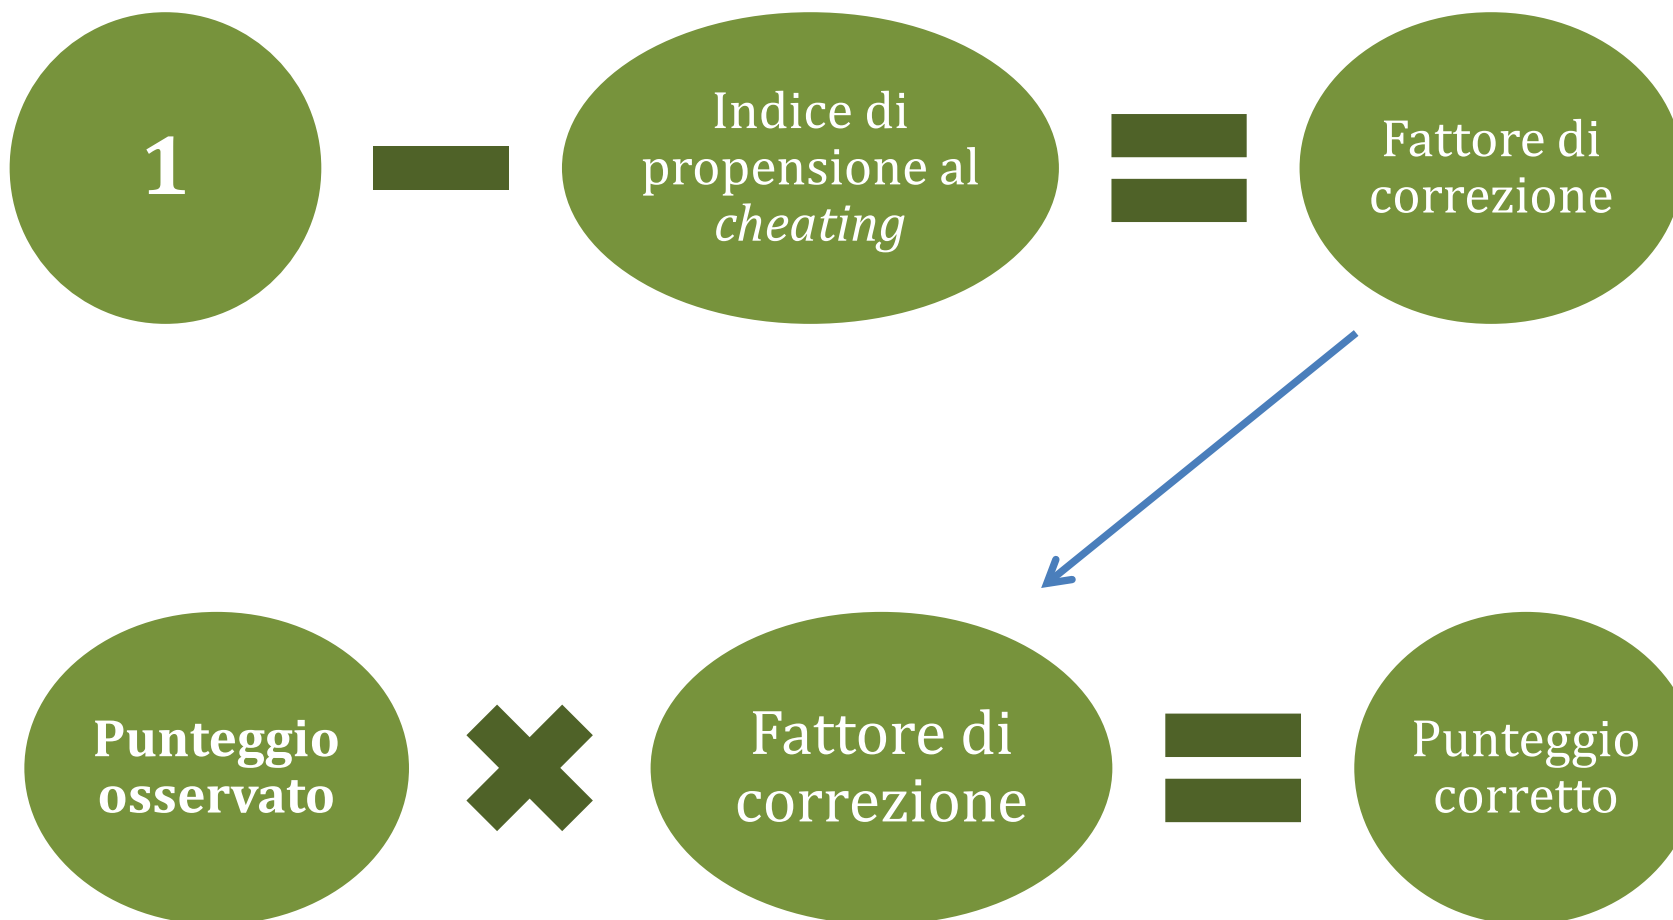 1
Indice di
propensione al
cheating
Fattore di
correzione
Punteggio
osservato
Fattore di
correzione
Punteggio
corretto